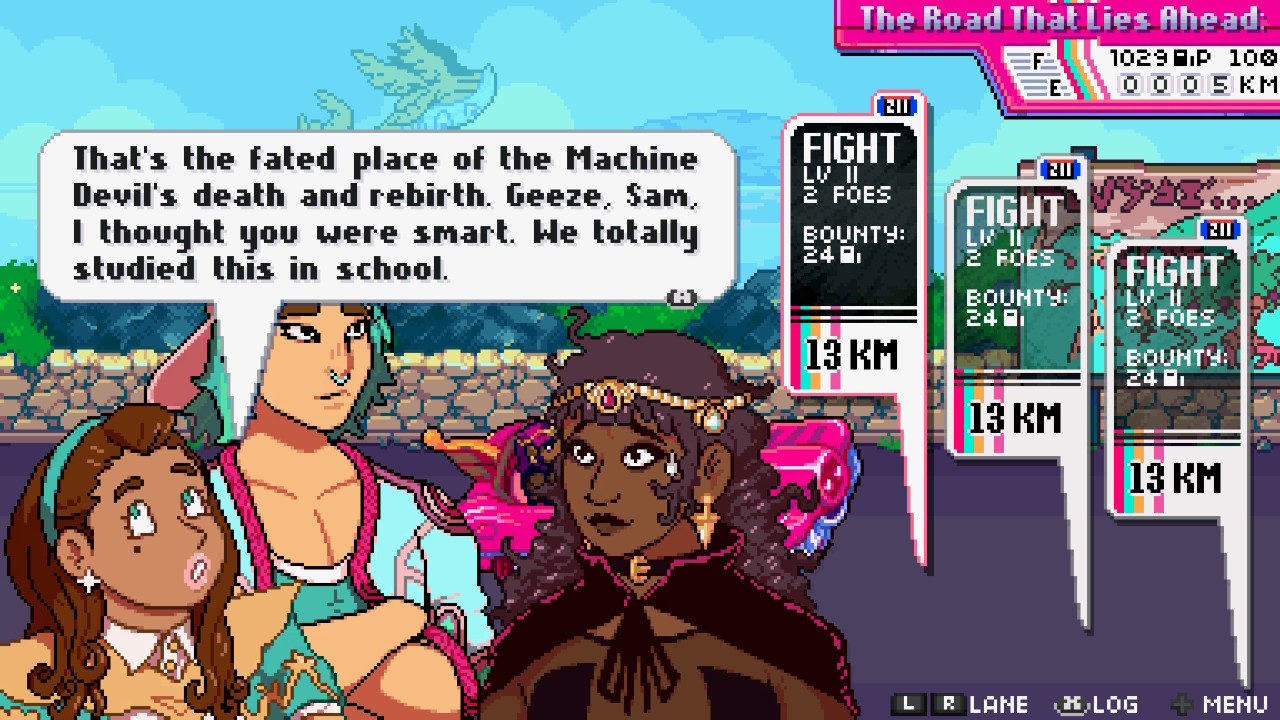 The Road That Lies Ahead:
F
E
1029 P 100
0005 KM
That's the fated place of the Machine
Devil's death and rebirth. Geeze, Sam,
I thought you were smart. We totally
studied this in school.
A
FIGHT
LV 11
2 FOES
BOUNTY:
24
13 KM
FIGHT
LV 11
2 FOES
BOUNTY:
24
13 KM
FIGHT
LV 11
2 FOES
BOUNTY:
24
13 KM
L R LANE X LOG + MENU